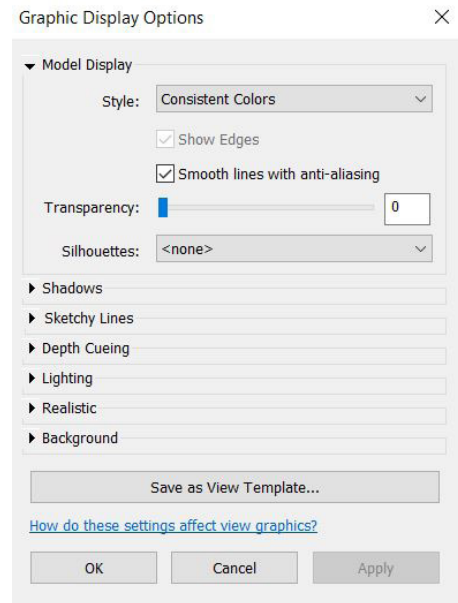 Graphic Display Options
Model Display
Style: Consistent Colors
Show Edges
Smooth lines with anti-aliasing
Transparency: 0
Silhouettes: <none>
Shadows
Sketchy Lines
Depth Cueing
Lighting
Realistic
Background
Save as View Template...
How do these settings affect view graphics?
OK Cancel Apply